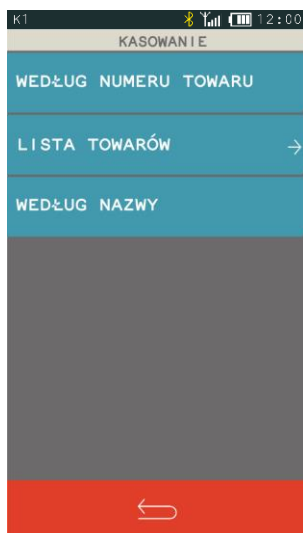 K1 12:00
KASOWANIE
WEDŁUG NUMERU TOWARU
LISTA TOWARÓW
WEDŁUG NAZWY